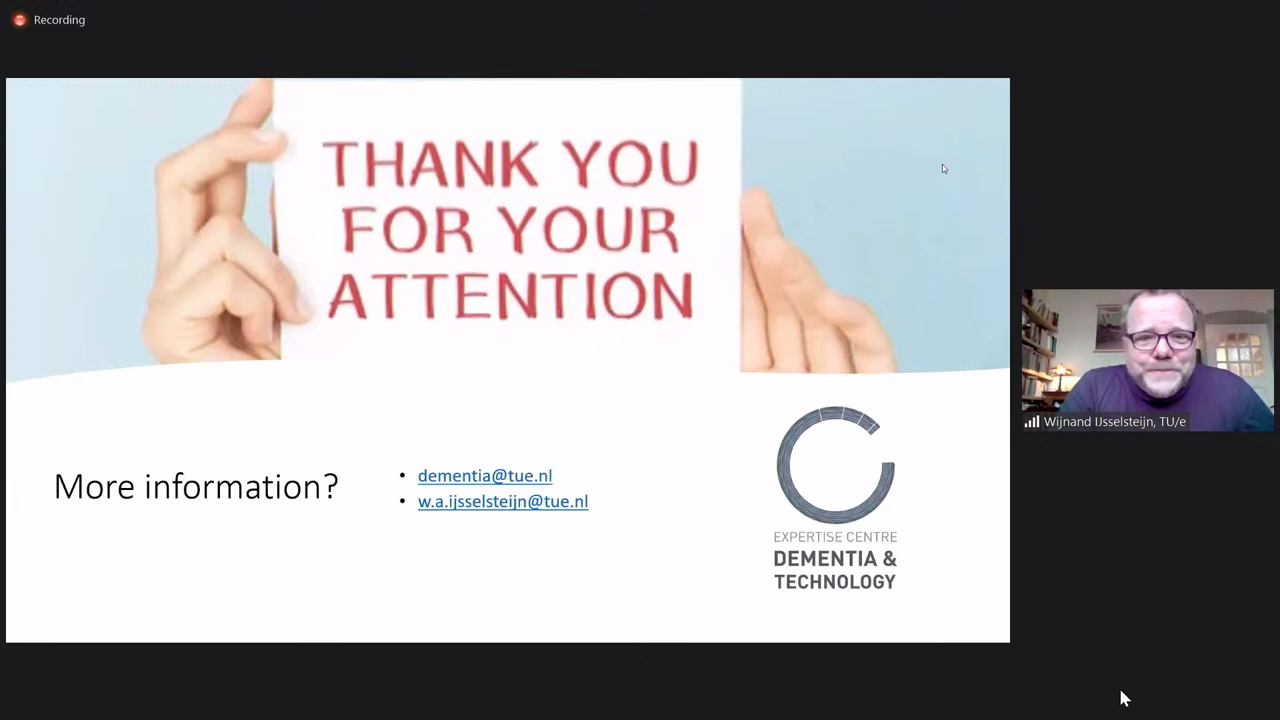 Recording
THANK YOU
FOR YOUR
ATTENTION
More information?
• dementia@tue.nl
• w.a.ijsselsteijn@tue.nl
EXPERTISE CENTRE
DEMENTIA &
TECHNOLOGY
Wijnand IJsselsteijn, TU/e